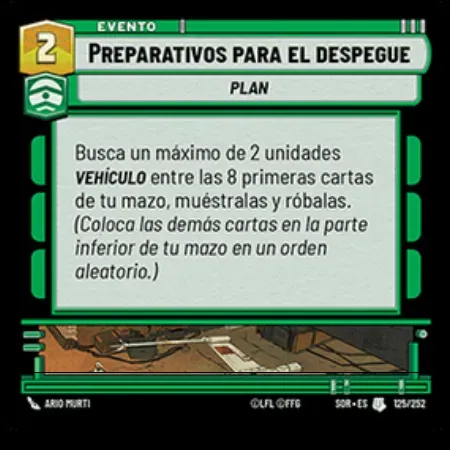 EVENTO
2
PREPARATIVOS PARA EL DESPEGUE
PLAN
Busca un máximo de 2 unidades
VEHÍCULO entre las 8 primeras cartas
de tu mazo, muéstralas y róbalas.
(Coloca las demás cartas en la parte
inferior de tu mazo en un orden
aleatorio.)
ARIO MURTI
©LFL ©FFG
SOR • ES
125/252